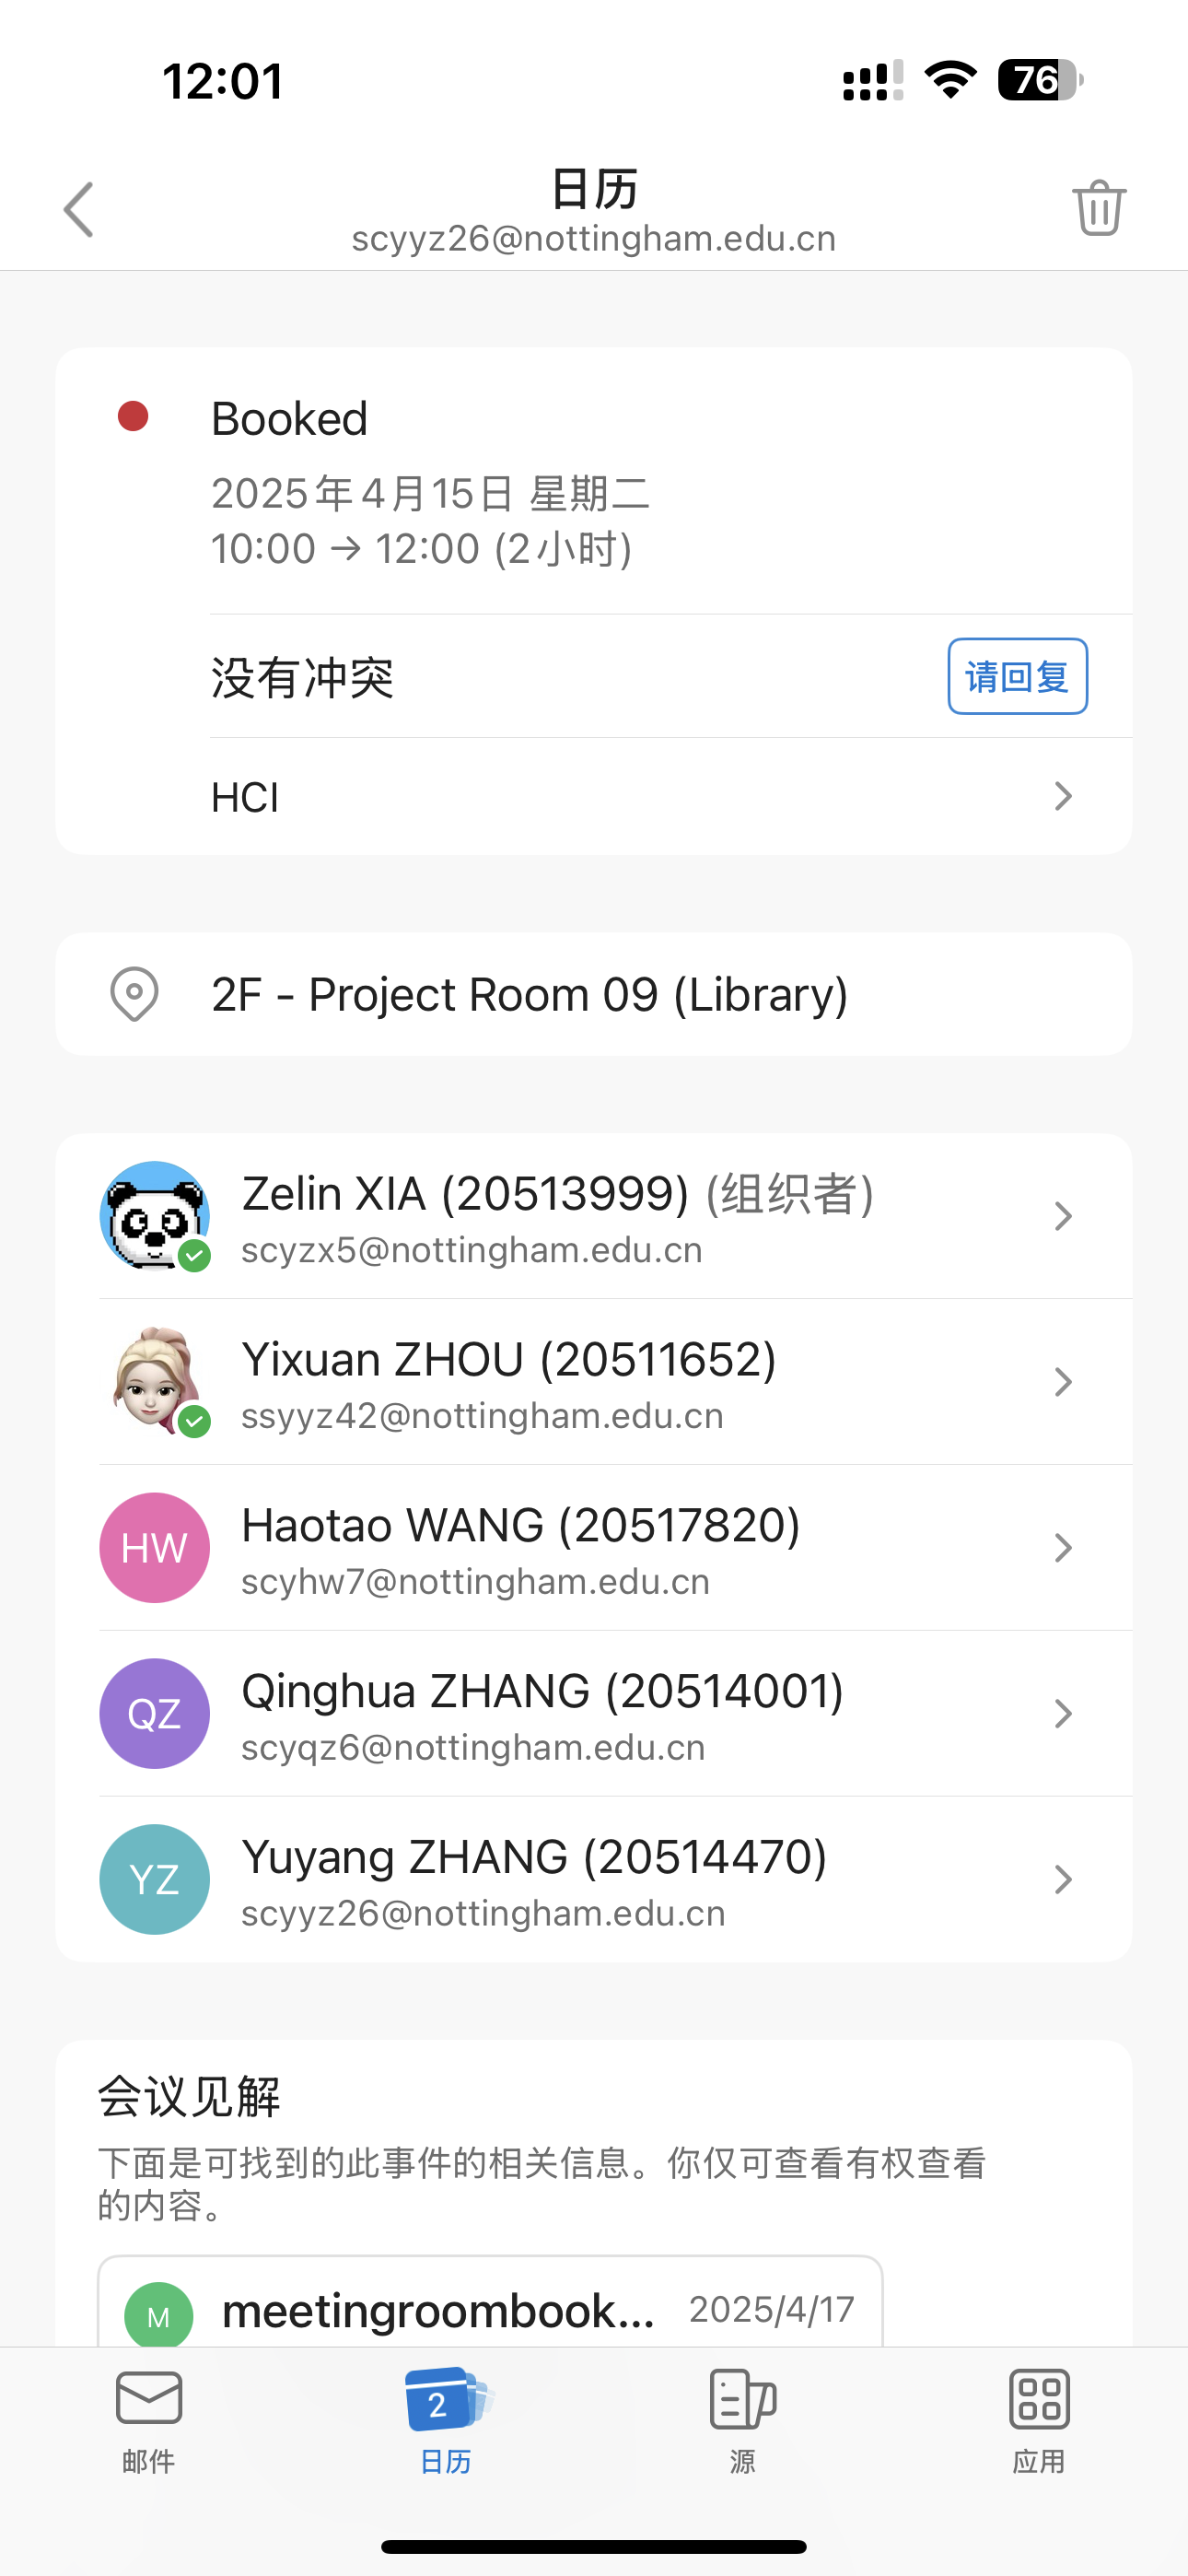 12:01
76
日历
scyyz26@nottingham.edu.cn
Booked
2025年4月15日 星期二
10:00 → 12:00 (2小时)
没有冲突
请回复
HCI
2F - Project Room 09 (Library)
Zelin XIA (20513999) (组织者)
scyzx5@nottingham.edu.cn
Yixuan ZHOU (20511652)
ssyyz42@nottingham.edu.cn
HW
Haotao WANG (20517820)
scyhw7@nottingham.edu.cn
QZ
Qinghua ZHANG (20514001)
scyqz6@nottingham.edu.cn
YZ
Yuyang ZHANG (20514470)
scyyz26@nottingham.edu.cn
会议见解
下面是可找到的此事件的相关信息。你仅可查看有权查看
的内容。
M
meetingroombook...
2025/4/17
2
邮件
日历
源
应用